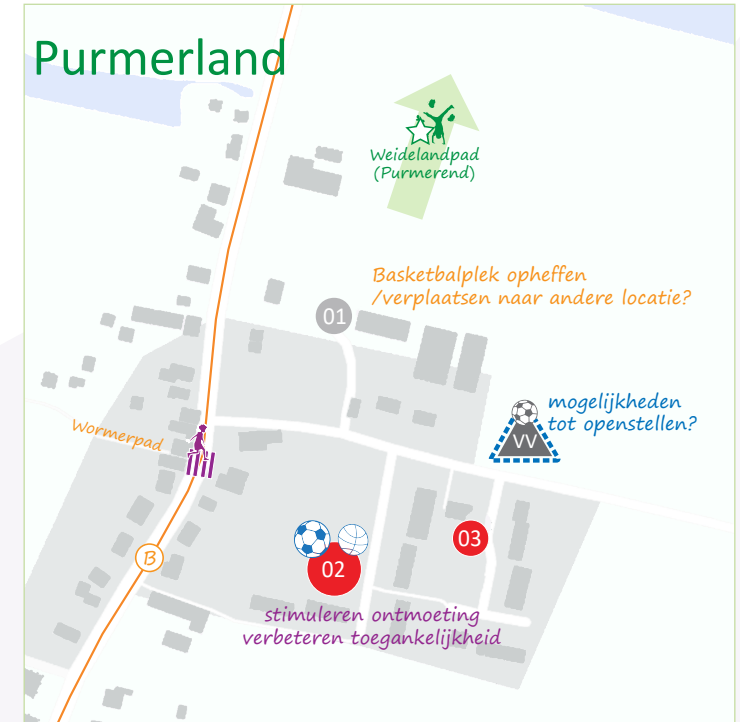 Purmerland
Weidelandpad
(Purmerend)
Basketbalplek opheffen
/verplaatsen naar andere locatie?
01
mogelijkheden
tot openstellen?
VV
Wormerpad
03
B
02
stimuleren ontmoeting
verbeteren toegankelijkheid